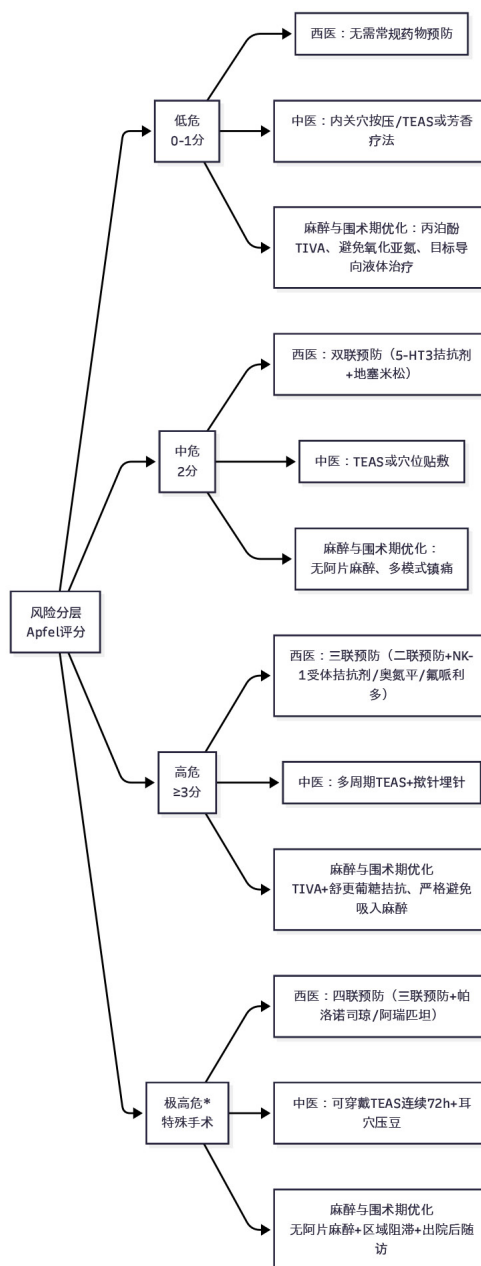 风险分层
Apfel评分
低危
0-1分
西医：无需常规药物预防
中医：内关穴按压/TEAS或芳香
疗法
麻醉与围术期优化：丙泊酚
TIVA、避免氧化亚氮、目标导
向液体治疗
中危
2分
西医：双联预防（5-HT3拮抗剂
+地塞米松）
中医：TEAS或穴位贴敷
麻醉与围术期优化：
无阿片麻醉、多模式镇痛
高危
≥3分
西医：三联预防（二联预防+NK-
1受体拮抗剂/奥氮平/氟哌利
多）
中医：多周期TEAS+揿针埋针
麻醉与围术期优化
TIVA+舒更葡糖拮抗、严格避免
吸入麻醉
极高危*
特殊手术
西医：四联预防（三联预防+帕
洛诺司琼/阿瑞匹坦）
中医：可穿戴TEAS连续72h+耳
穴压豆
麻醉与围术期优化
无阿片麻醉+区域阻滞+出院后随
访